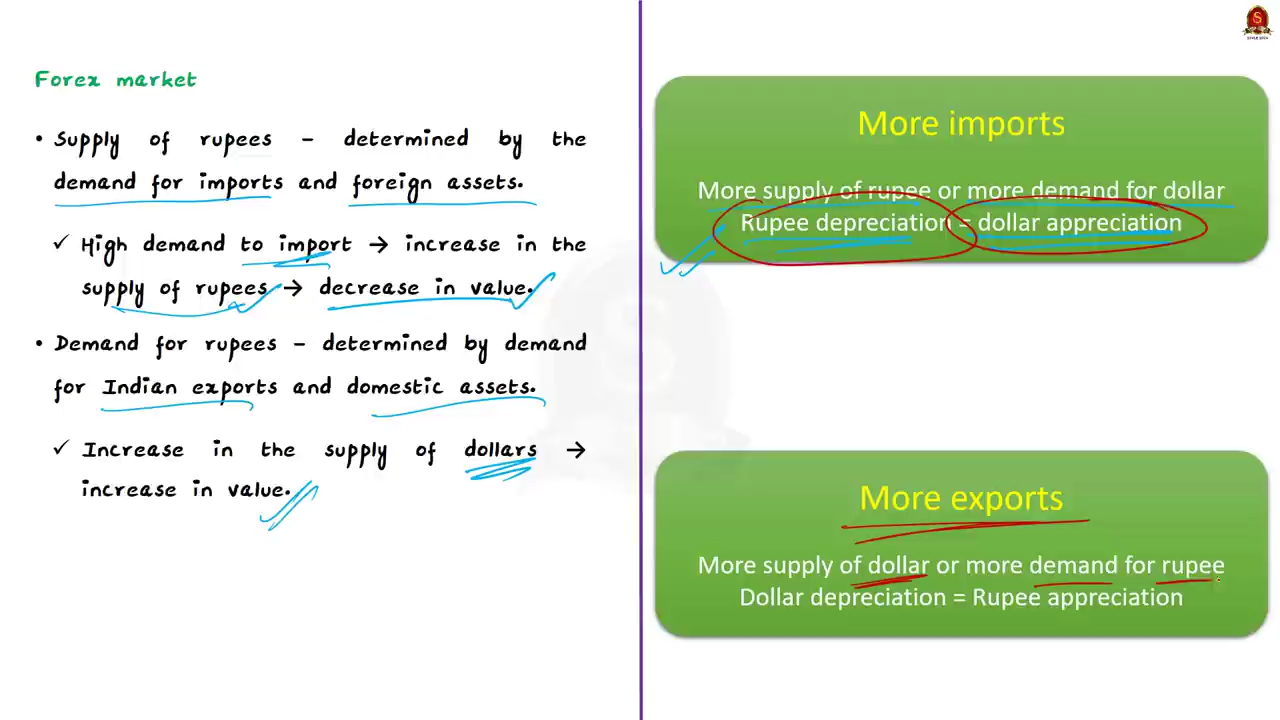 Forex market
• Supply of rupees – determined by the
demand for imports and foreign assets.
✓ High demand to import → increase in the
supply of rupees → decrease in value.
• Demand for rupees – determined by demand
for Indian exports and domestic assets.
✓ Increase in the supply of dollars →
increase in value.
More imports
More supply of rupee or more demand for dollar
Rupee depreciation = dollar appreciation
More exports
More supply of dollar or more demand for rupee
Dollar depreciation = Rupee appreciation